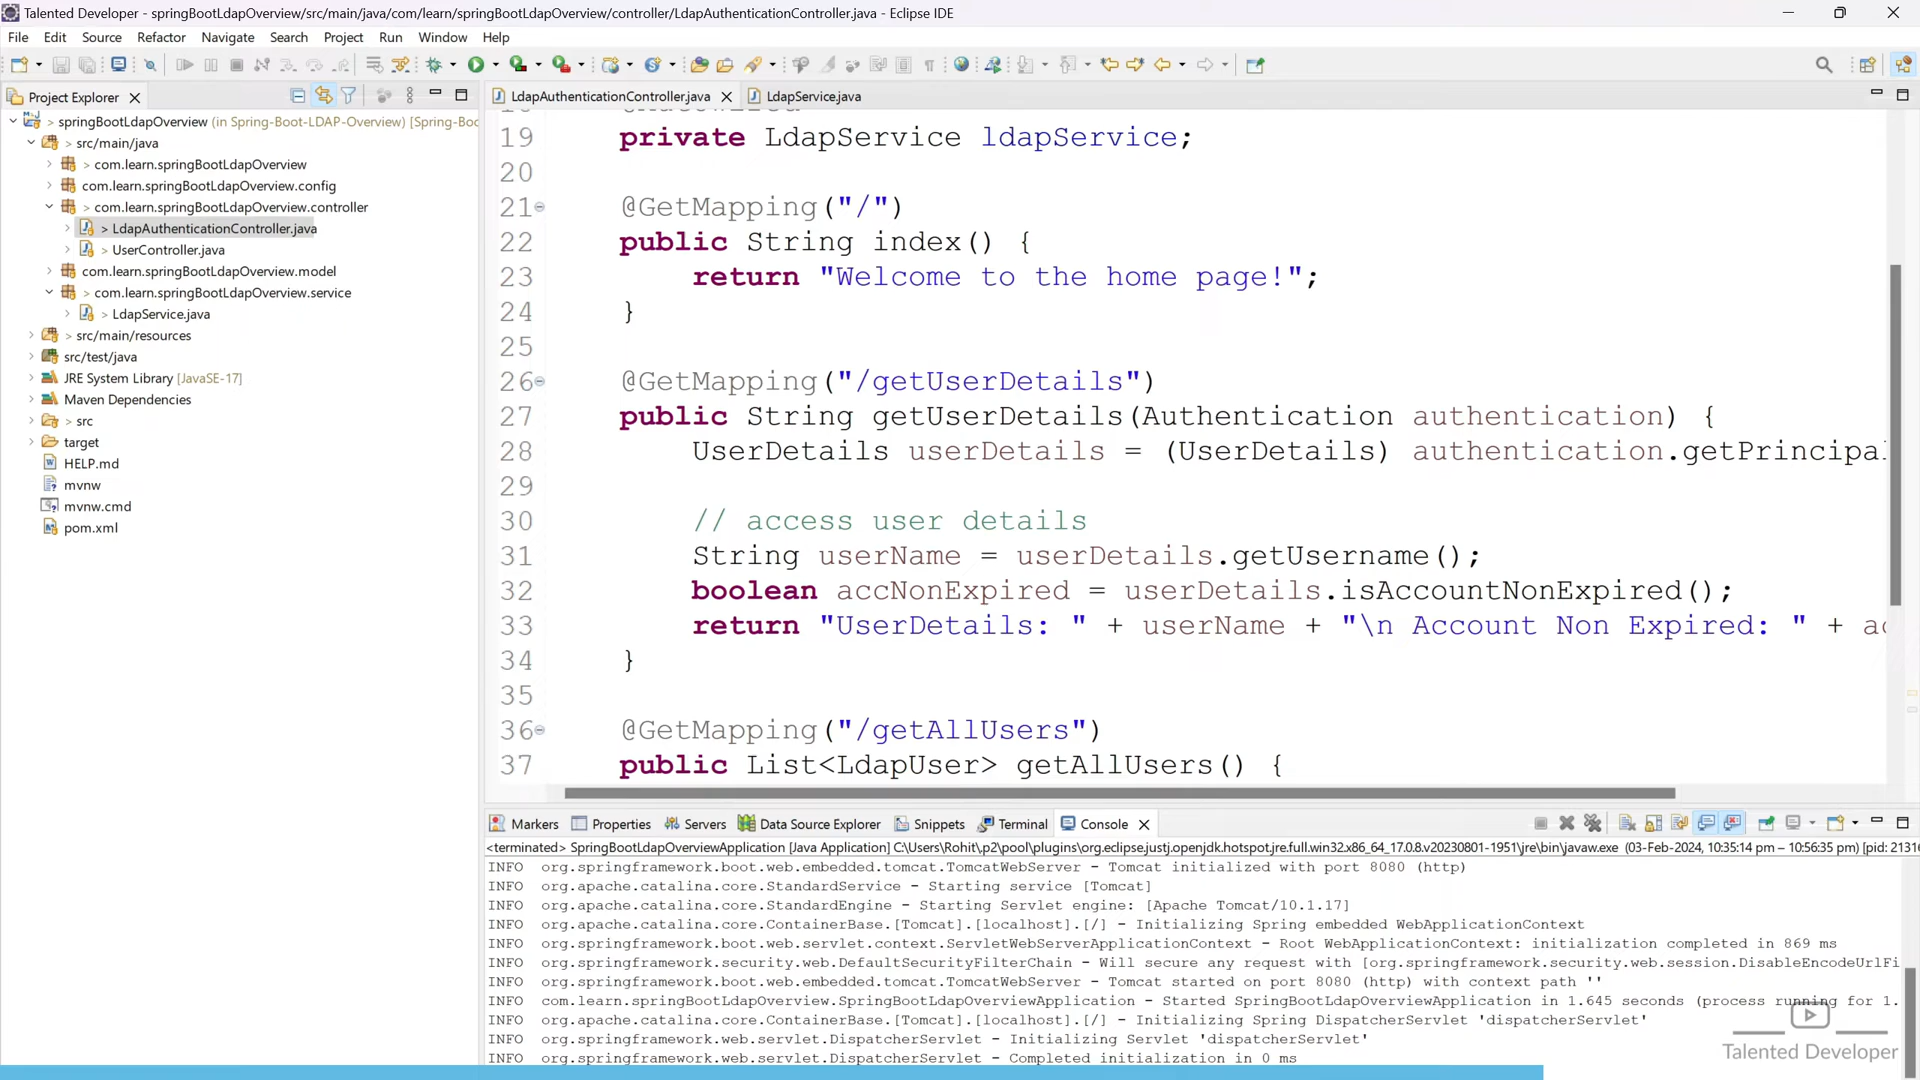 Talented Developer - springBootLdapOverview/src/main/java/com/learn/springBootLdapOverview/controller/LdapAuthenticationController.java - Eclipse IDE
File Edit Source Refactor Navigate Search Project Run Window Help
Project Explorer
LdapAuthenticationController.java
LdapService.java
> springBootLdapOverview (in Spring-Boot-LDAP-Overview) [Spring-Boo
> src/main/java
> com.learn.springBootLdapOverview
com.learn.springBootLdapOverview.config
> com.learn.springBootLdapOverview.controller
> LdapAuthenticationController.java
> UserController.java
com.learn.springBootLdapOverview.model
> com.learn.springBootLdapOverview.service
> LdapService.java
> src/main/resources
src/test/java
JRE System Library [JavaSE-17]
Maven Dependencies
> src
target
HELP.md
mvnw
mvnw.cmd
pom.xml
19 private LdapService ldapService;
20
21 @GetMapping("/")
22 public String index() {
23 return "Welcome to the home page!";
24 }
25
26 @GetMapping("/getUserDetails")
27 public String getUserDetails(Authentication authentication) {
28 UserDetails userDetails = (UserDetails) authentication.getPrincipal
29
30 // access user details
31 String userName = userDetails.getUsername();
32 boolean accNonExpired = userDetails.isAccountNonExpired();
33 return "UserDetails: " + userName + "\n Account Non Expired: " + ac
34 }
35
36 @GetMapping("/getAllUsers")
37 public List<LdapUser> getAllUsers() {
Markers Properties Servers Data Source Explorer Snippets Terminal Console
<terminated> SpringBootLdapOverviewApplication [Java Application] C:\Users\Rohit\.p2\pool\plugins\org.eclipse.justj.openjdk.hotspot.jre.full.win32.x86_64_17.0.8.v20230801-1951\jre\bin\javaw.exe (03-Feb-2024, 10:35:14 pm – 10:56:35 pm) [pid: 2131
INFO org.springframework.boot.web.embedded.tomcat.TomcatWebServer - Tomcat initialized with port 8080 (http)
INFO org.apache.catalina.core.StandardService - Starting service [Tomcat]
INFO org.apache.catalina.core.StandardEngine - Starting Servlet engine: [Apache Tomcat/10.1.17]
INFO org.apache.catalina.core.ContainerBase.[Tomcat].[localhost].[/] - Initializing Spring embedded WebApplicationContext
INFO org.springframework.boot.web.servlet.context.ServletWebServerApplicationContext - Root WebApplicationContext: initialization completed in 869 ms
INFO org.springframework.security.web.DefaultSecurityFilterChain - Will secure any request with [org.springframework.security.web.session.DisableEncodeUrlFi
INFO org.springframework.boot.web.embedded.tomcat.TomcatWebServer - Tomcat started on port 8080 (http) with context path ''
INFO com.learn.springBootLdapOverview.SpringBootLdapOverviewApplication - Started SpringBootLdapOverviewApplication in 1.645 seconds (process running for 1.
INFO org.apache.catalina.core.ContainerBase.[Tomcat].[localhost].[/] - Initializing Spring DispatcherServlet 'dispatcherServlet'
INFO org.springframework.web.servlet.DispatcherServlet - Initializing Servlet 'dispatcherServlet'
INFO org.springframework.web.servlet.DispatcherServlet - Completed initialization in 0 ms
Talented Developer